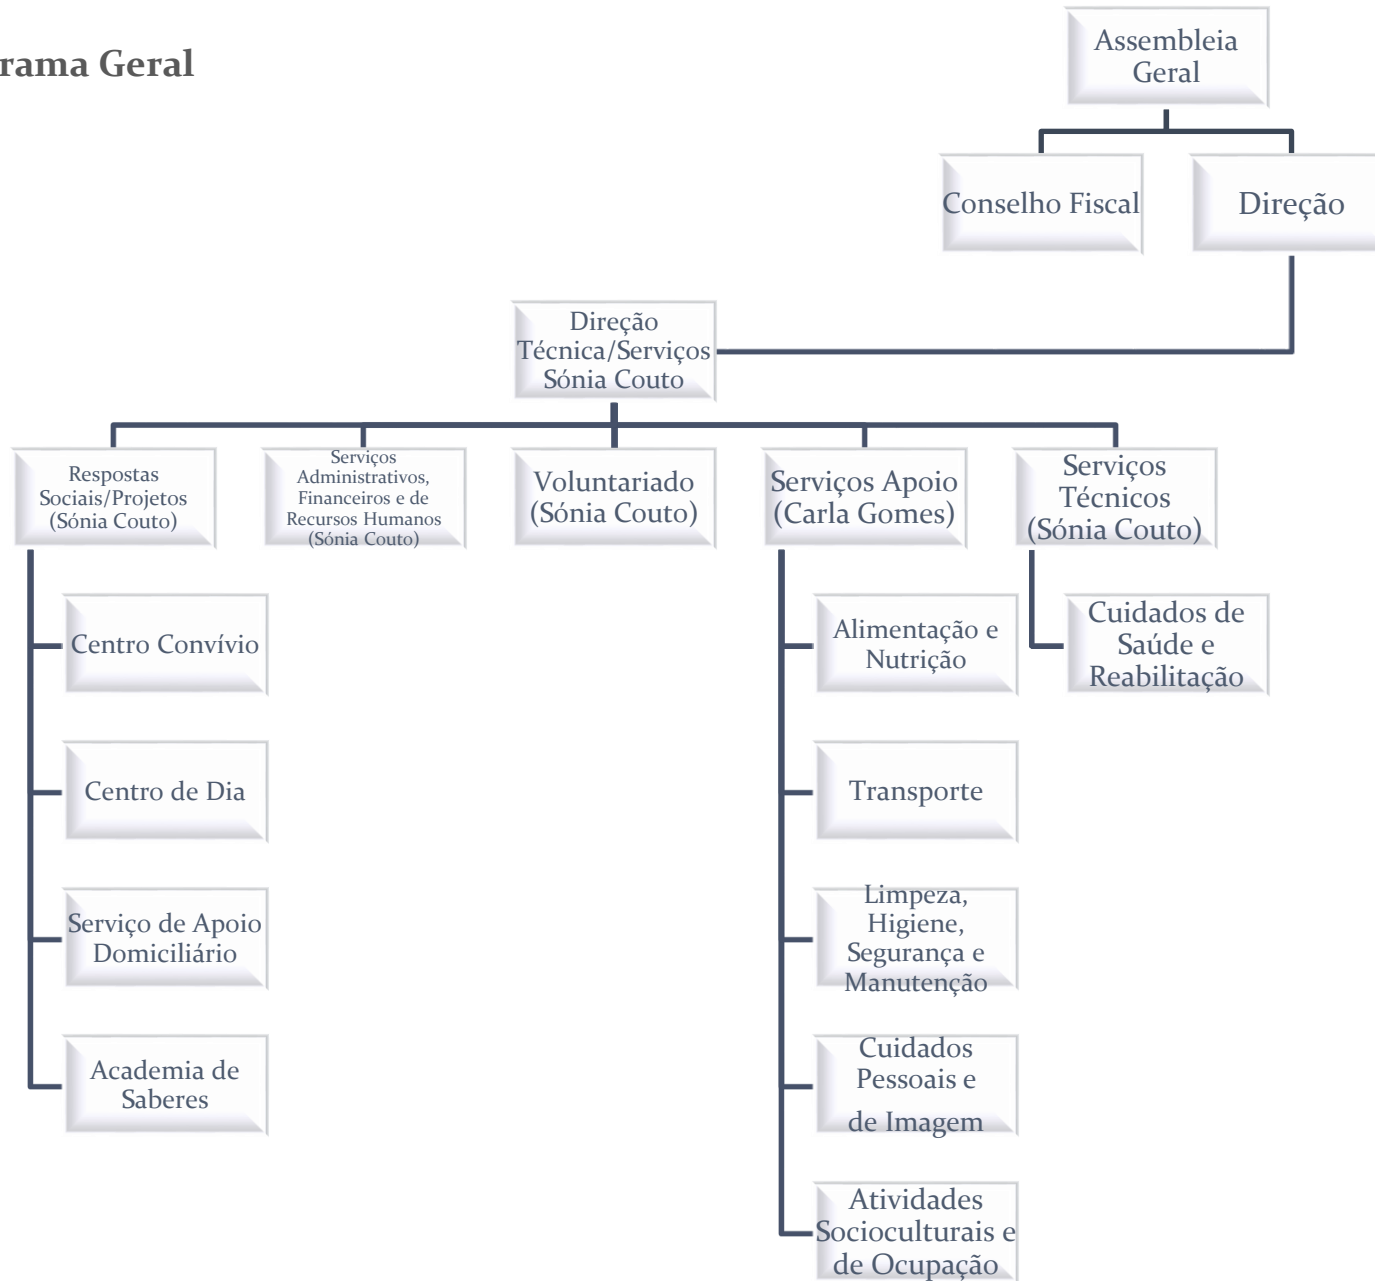 rama Geral
Assembleia
Geral
Conselho Fiscal
Direção
Direção
Técnica/Serviços
Sónia Couto
Respostas
Sociais/Projetos
(Sónia Couto)
Serviços
Administrativos,
Financeiros e de
Recursos Humanos
(Sónia Couto)
Voluntariado
(Sónia Couto)
Serviços Apoio
(Carla Gomes)
Serviços
Técnicos
(Sónia Couto)
Centro Convívio
Centro de Dia
Serviço de Apoio
Domiciliário
Academia de
Saberes
Alimentação e
Nutrição
Transporte
Limpeza,
Higiene,
Segurança e
Manutenção
Cuidados
Pessoais e
de Imagem
Atividades
Socioculturais e
de Ocupação
Cuidados de
Saúde e
Reabilitação